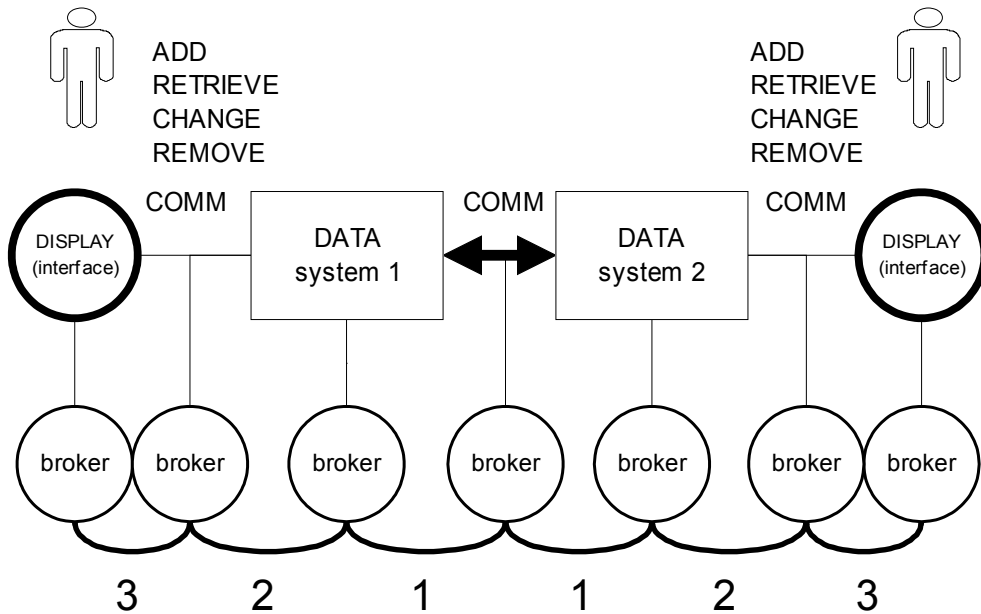 ADD
RETRIEVE
CHANGE
REMOVE
ADD
RETRIEVE
CHANGE
REMOVE
COMM
COMM
COMM
DISPLAY
(interface)
DATA
system 1
DATA
system 2
DISPLAY
(interface)
broker
broker
broker
broker
broker
broker
broker
3
2
1
1
2
3